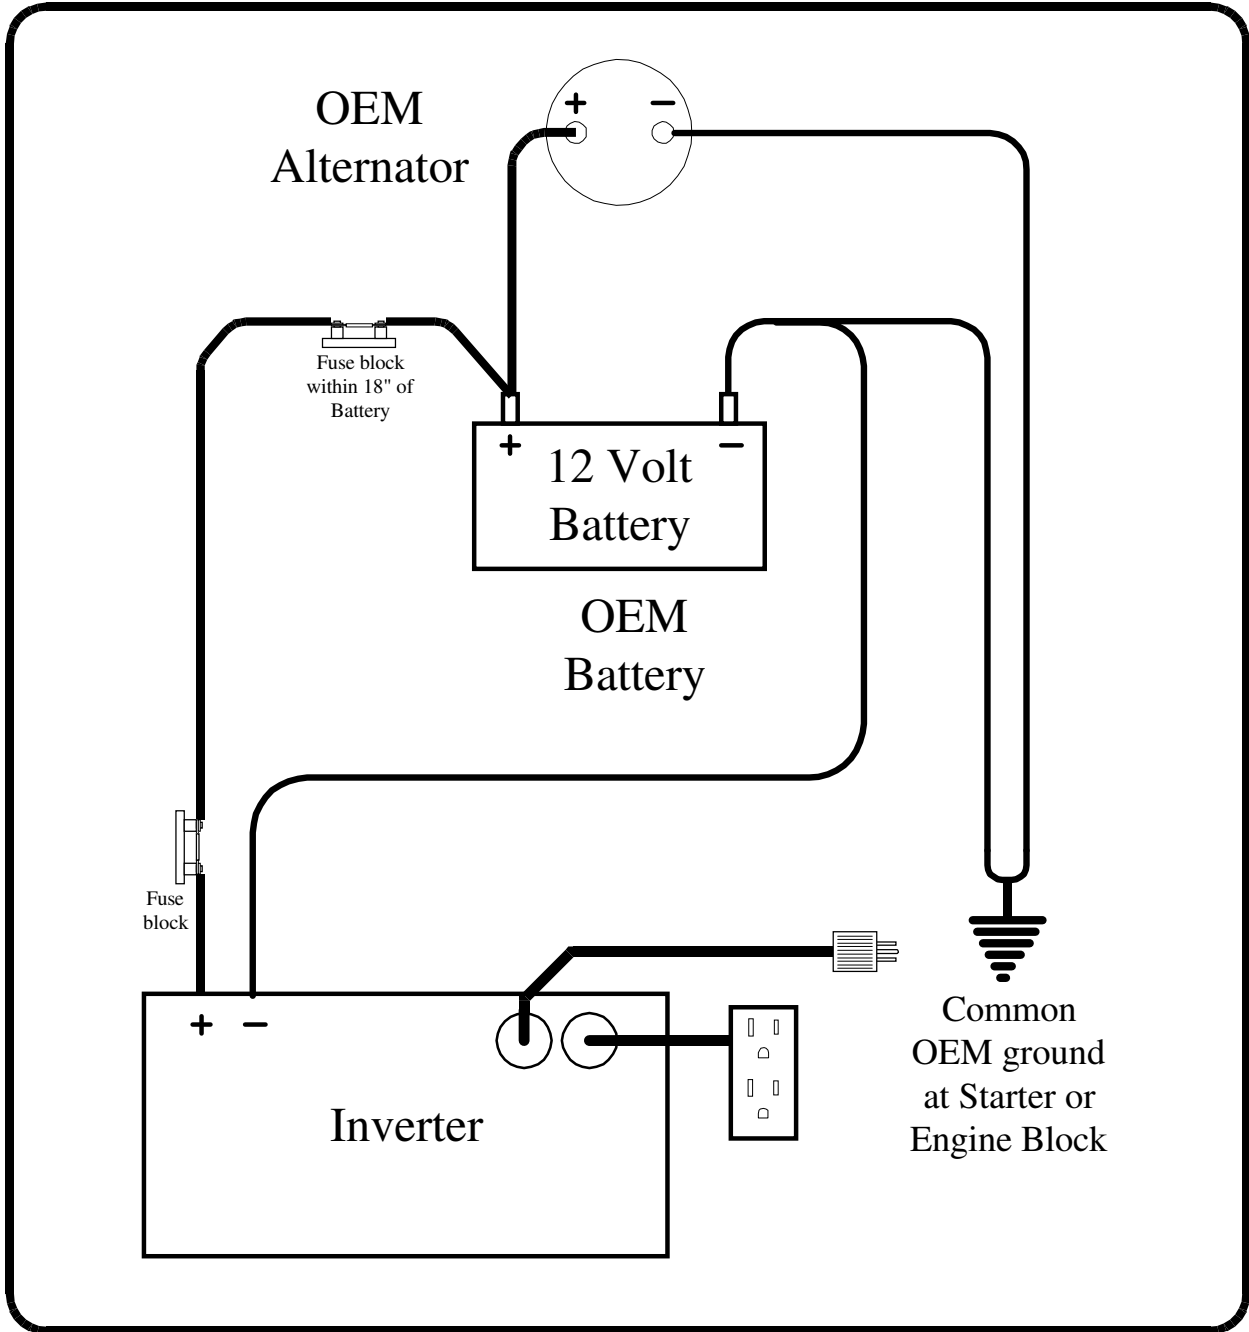 OEM
Alternator
+ −
Fuse block
within 18" of
Battery
+ −
12 Volt
Battery
OEM
Battery
Fuse
block
+ −
Inverter
Common
OEM ground
at Starter or
Engine Block